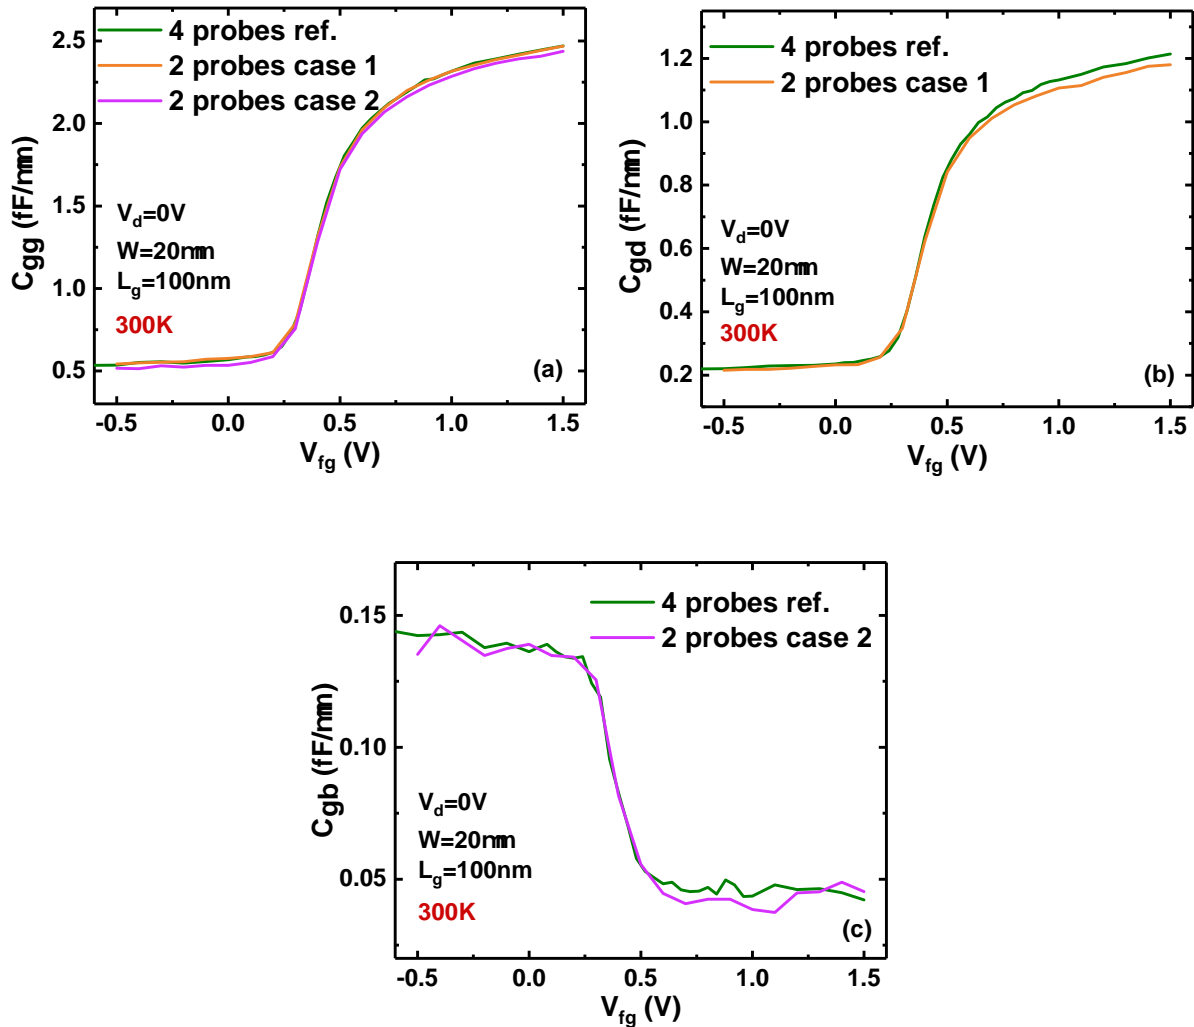 4 probes ref.
2 probes case 1
2 probes case 2
2.5
2.0
1.5
1.0
0.5
Cgg (fF/mm)
Vd=0V
W=20mm
Lg=100nm
300K
(a)
-0.5 0.0 0.5 1.0 1.5
Vfg (V)
4 probes ref.
2 probes case 1
1.2
1.0
0.8
0.6
0.4
0.2
Cgd (fF/mm)
Vd=0V
W=20mm
Lg=100nm
300K
(b)
-0.5 0.0 0.5 1.0 1.5
Vfg (V)
4 probes ref.
2 probes case 2
0.15
0.10
0.05
Cgb (fF/mm)
Vd=0V
W=20mm
Lg=100nm
300K
(c)
-0.5 0.0 0.5 1.0 1.5
Vfg (V)